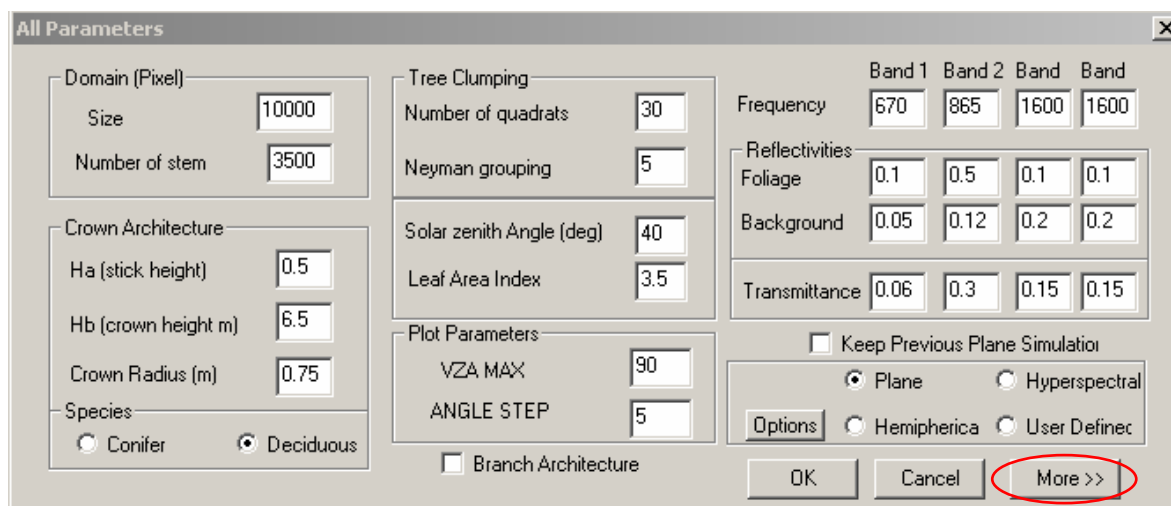 All Parameters
Domain (Pixel)
Size 10000
Number of stem 3500
Crown Architecture
Ha (stick height) 0.5
Hb (crown height m) 6.5
Crown Radius (m) 0.75
Species
Conifer Deciduous
Tree Clumping
Number of quadrats 30
Neyman grouping 5
Solar zenith Angle (deg) 40
Leaf Area Index 3.5
Plot Parameters
VZA MAX 90
ANGLE STEP 5
Branch Architecture
Band 1 Band 2 Band Band
Frequency 670 865 1600 1600
Reflectivities
Foliage 0.1 0.5 0.1 0.1
Background 0.05 0.12 0.2 0.2
Transmittance 0.06 0.3 0.15 0.15
Keep Previous Plane Simulation
Plane Hyperspectral
Options Hemipherica User Defined
OK Cancel More >>